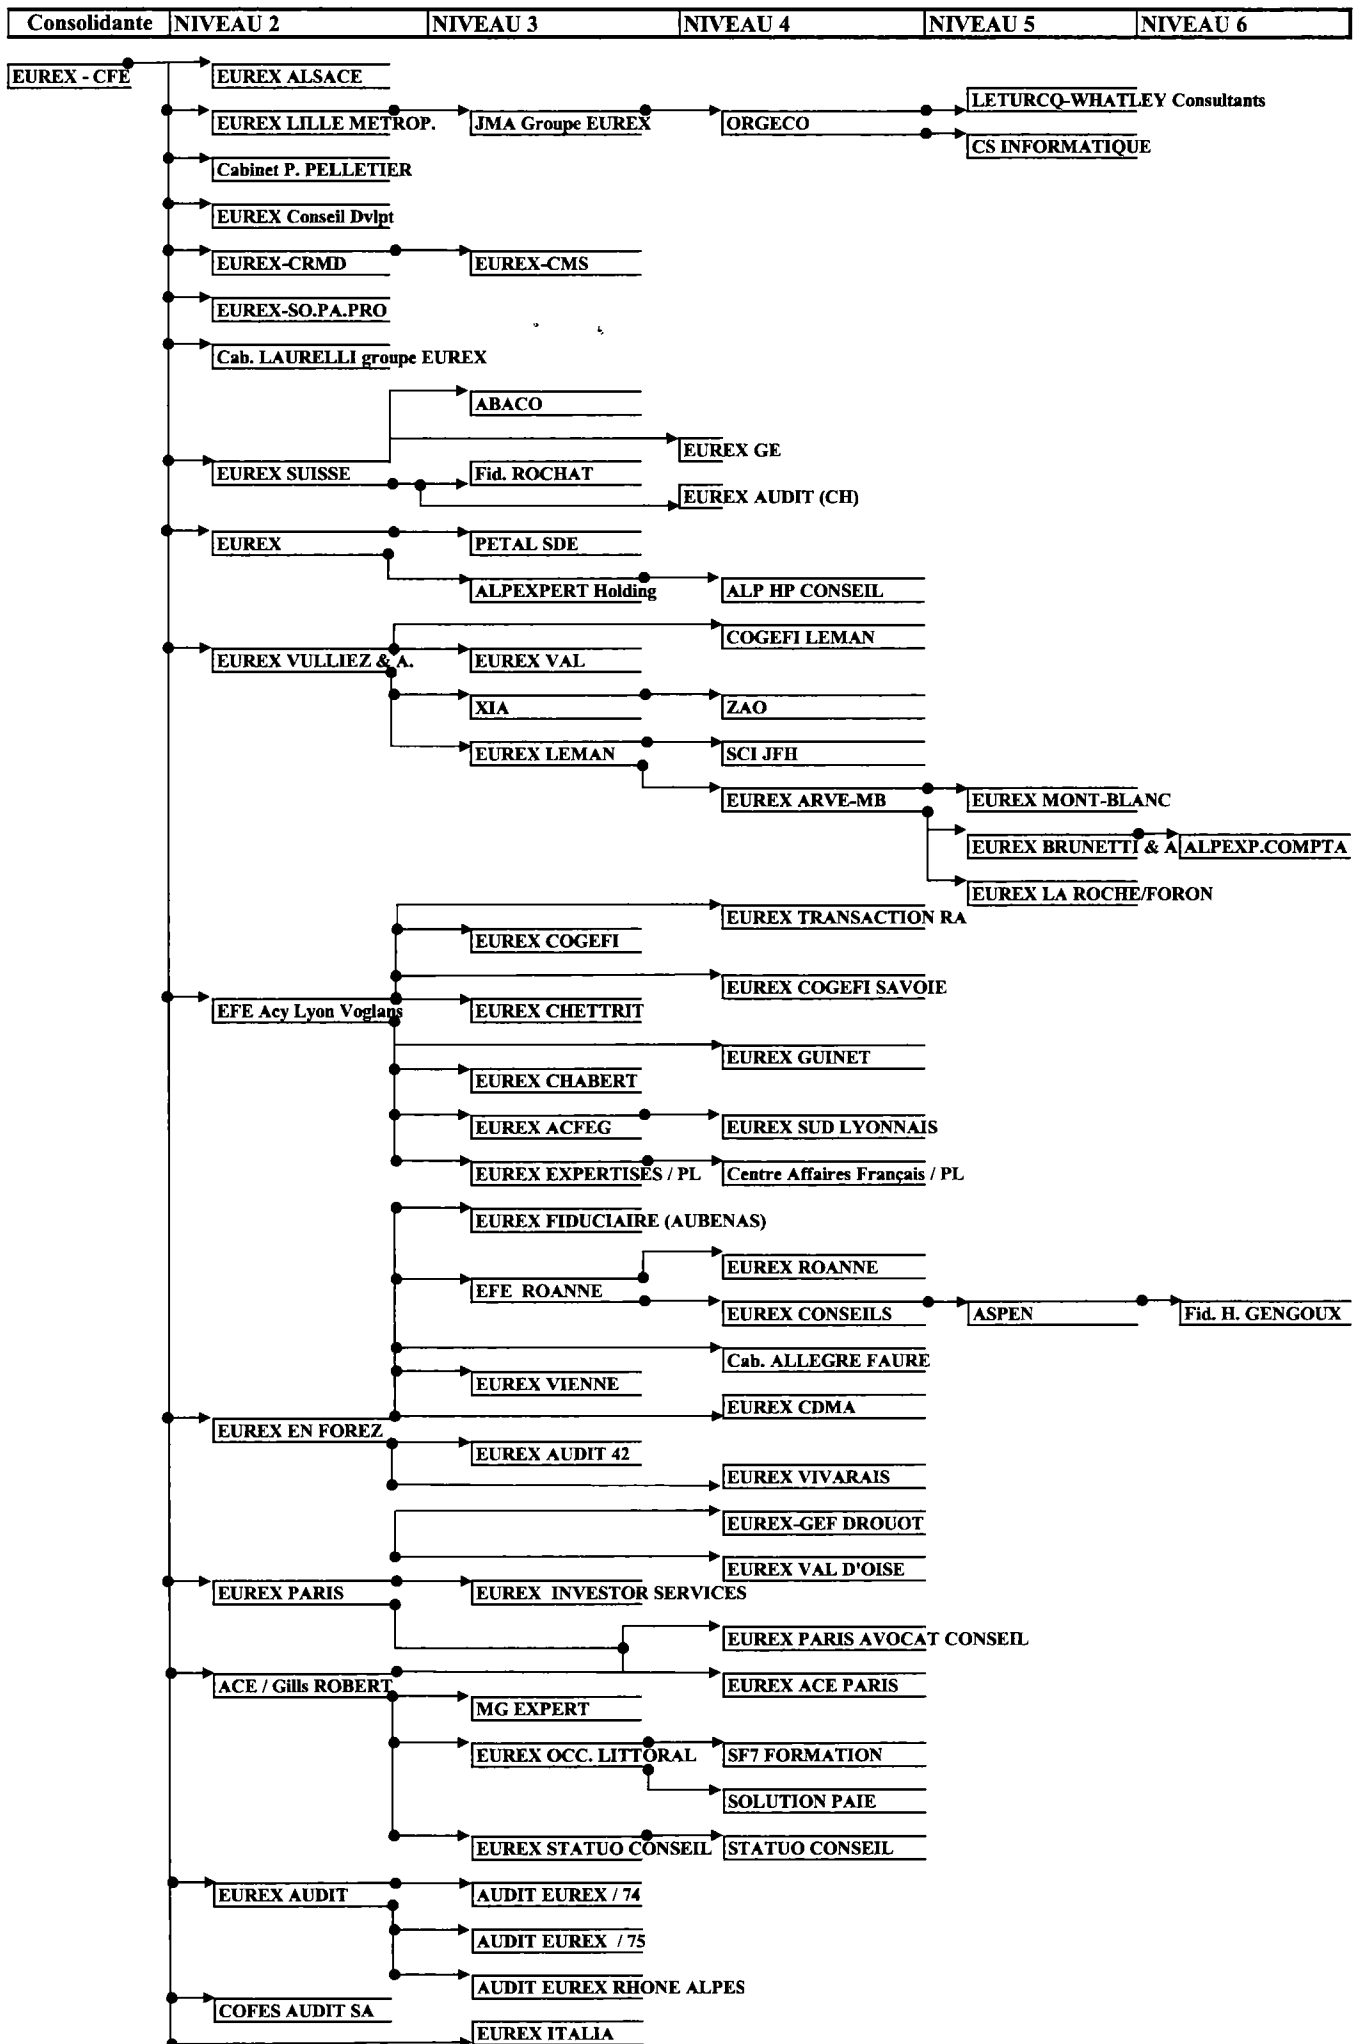 Consolidante NIVEAU 2 NIVEAU 3 NIVEAU 4 NIVEAU 5 NIVEAU 6
EUREX - CFE EUREX ALSACE
LETURCQ-WHATLEY Consultants
EUREX LILLE METROP. JMA Groupe EUREX ORGECO
CS INFORMATIQUE
Cabinet P. PELLETIER
EUREX Conseil Dvlpt
EUREX-CRMD EUREX-CMS
EUREX-SO.PA.PRO
Cab. LAURELLI groupe EUREX
ABACO
EUREX GE
EUREX SUISSE Fid. ROCHAT
EUREX AUDIT (CH)
EUREX PETAL SDE
ALPEXPERT Holding ALP HP CONSEIL
COGEFI LEMAN
EUREX VULLIEZ & A. EUREX VAL
XIA ZAO
EUREX LEMAN SCI JFH
EUREX ARVE-MB EUREX MONT-BLANC
EUREX BRUNETTI & A ALPEXP.COMPTA
EUREX LA ROCHE/FORON
EUREX TRANSACTION RA
EUREX COGEFI
EUREX COGEFI SAVOIE
EFE Acy Lyon Voglans EUREX CHETTRIT
EUREX GUINET
EUREX CHABERT
EUREX ACFEG EUREX SUD LYONNAIS
EUREX EXPERTISES / PL Centre Affaires Français / PL
EUREX FIDUCIAIRE (AUBENAS)
EUREX ROANNE
EFE ROANNE
EUREX CONSEILS ASPEN Fid. H. GENGOUX
Cab. ALLEGRE FAURE
EUREX VIENNE
EUREX CDMA
EUREX EN FOREZ
EUREX AUDIT 42
EUREX VIVARAIS
EUREX-GEF DROUOT
EUREX VAL D'OISE
EUREX PARIS EUREX INVESTOR SERVICES
EUREX PARIS AVOCAT CONSEIL
ACE / Gills ROBERT EUREX ACE PARIS
MG EXPERT
EUREX OCC. LITTORAL SF7 FORMATION
SOLUTION PAIE
EUREX STATUO CONSEIL STATUO CONSEIL
EUREX AUDIT AUDIT EUREX / 74
AUDIT EUREX / 75
AUDIT EUREX RHONE ALPES
COFES AUDIT SA
EUREX ITALIA